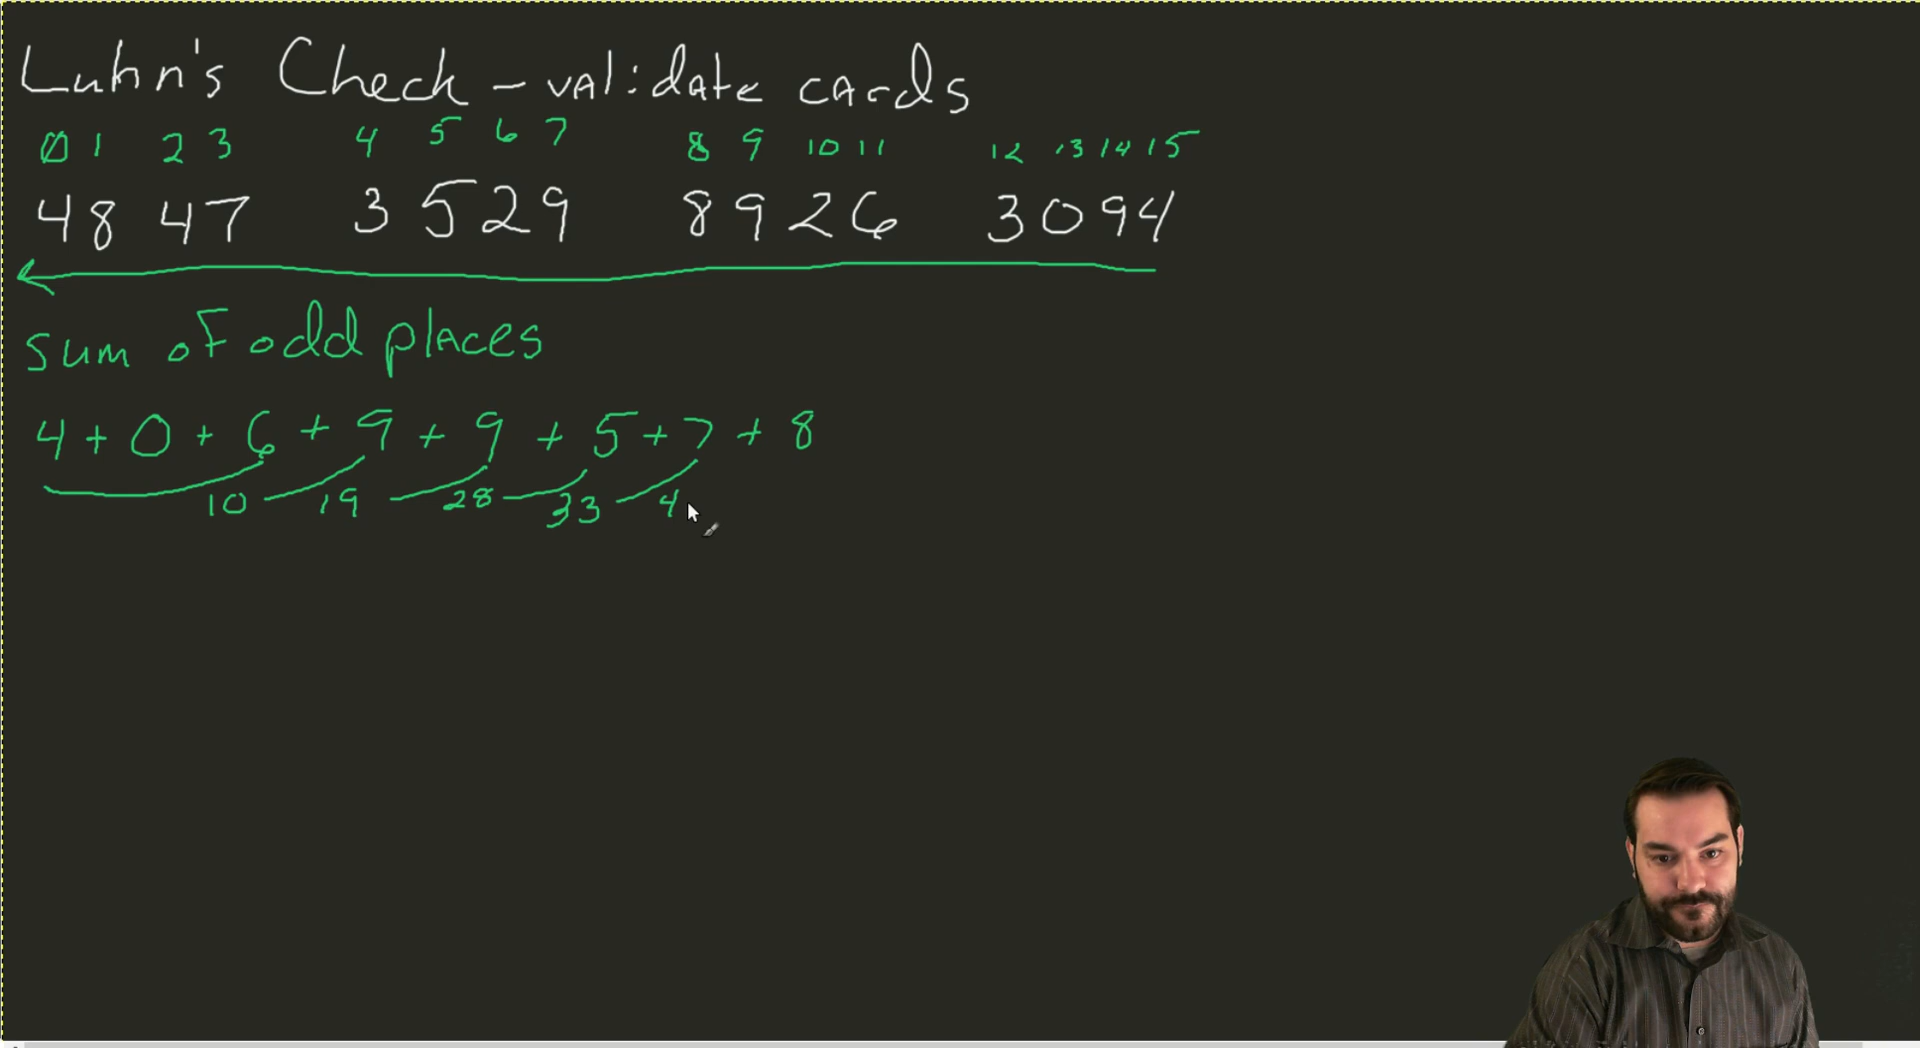 Luhn's Check - validate cards
0 1 2 3 4 5 6 7 8 9 10 11 12 13 14 15
4847 3529 8926 3094
sum of odd places
4 + 0 + 6 + 9 + 9 + 5 + 7 + 8
10 19 28 33 4